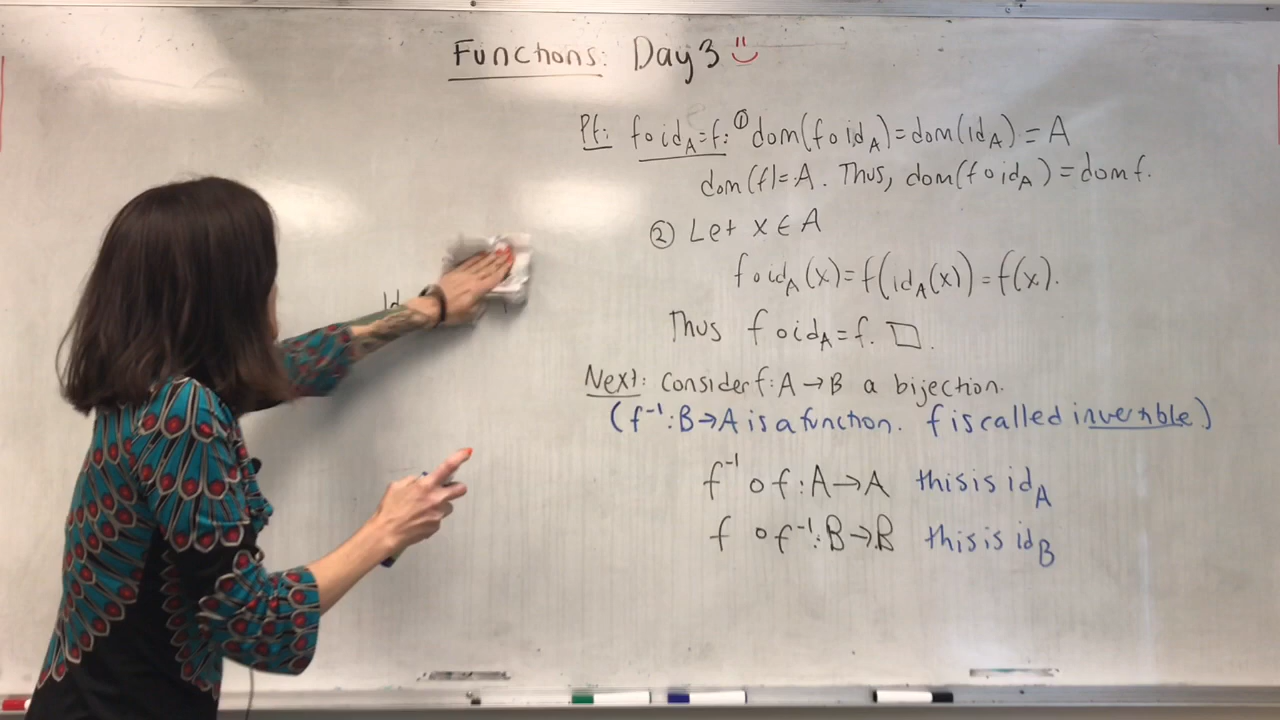 Functions: Day 3
Pf: f∘id_A = f: ① dom(f∘id_A) = dom(id_A) = A
dom(f) = A. Thus, dom(f∘id_A) = dom f.
② Let x ∈ A
f∘id_A(x) = f(id_A(x)) = f(x).
Thus f∘id_A = f. □.
Next: Consider f: A → B a bijection.
(f⁻¹: B → A is a function. f is called invertible.)
f⁻¹ ∘ f: A → A this is id_A
f ∘ f⁻¹: B → B this is id_B